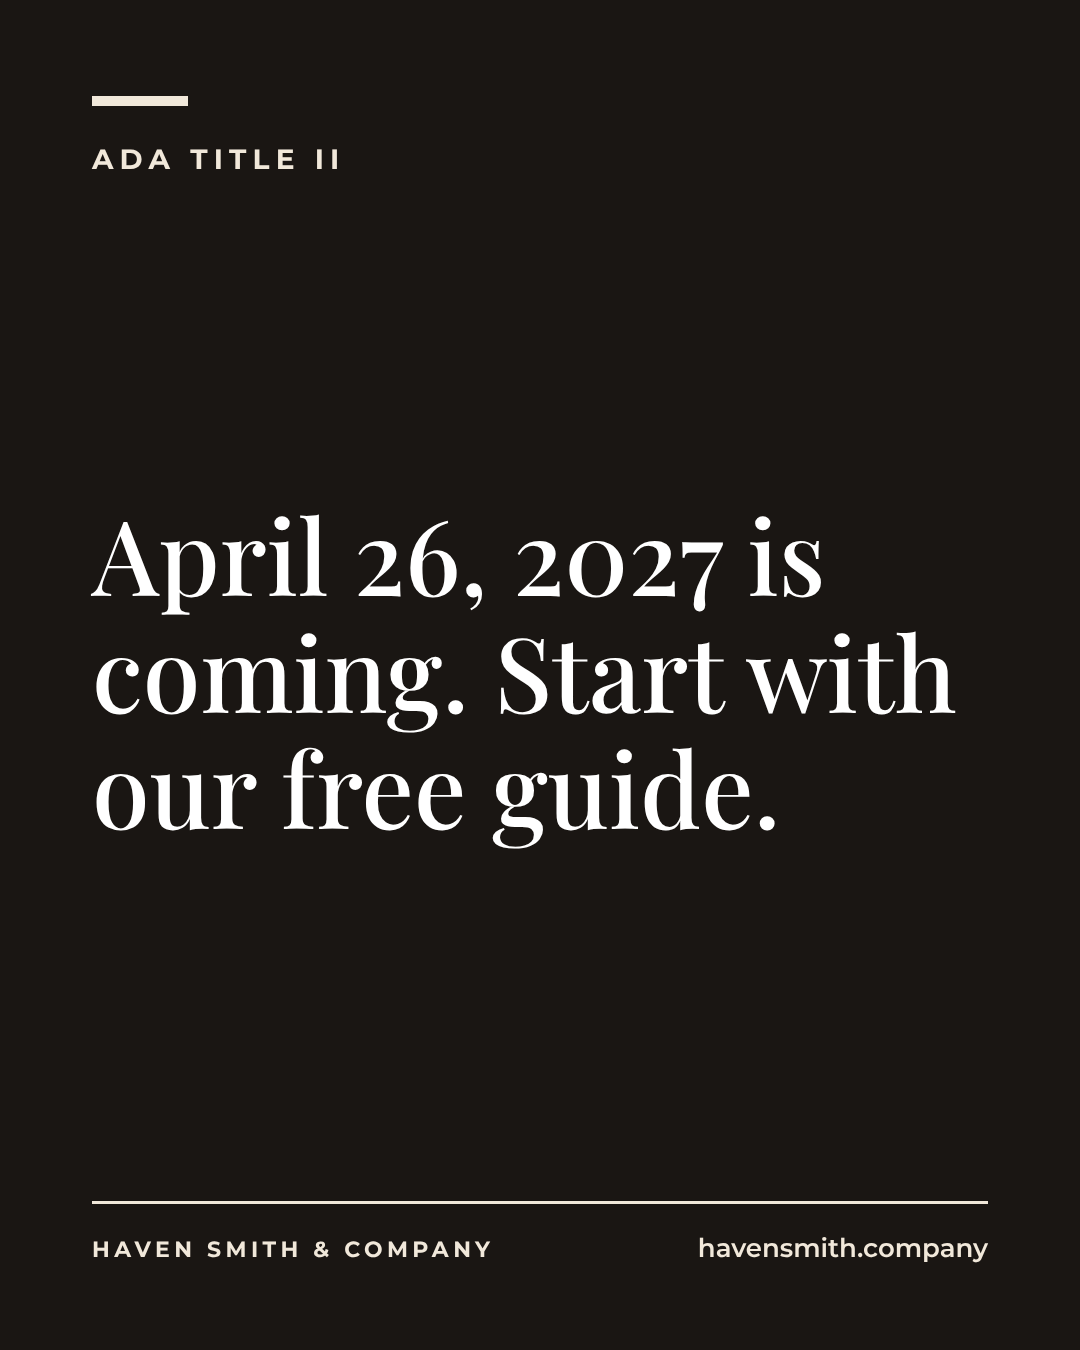 ADA TITLE II
April 26, 2027 is
coming. Start with
our free guide.
HAVEN SMITH & COMPANY
havensmith.company